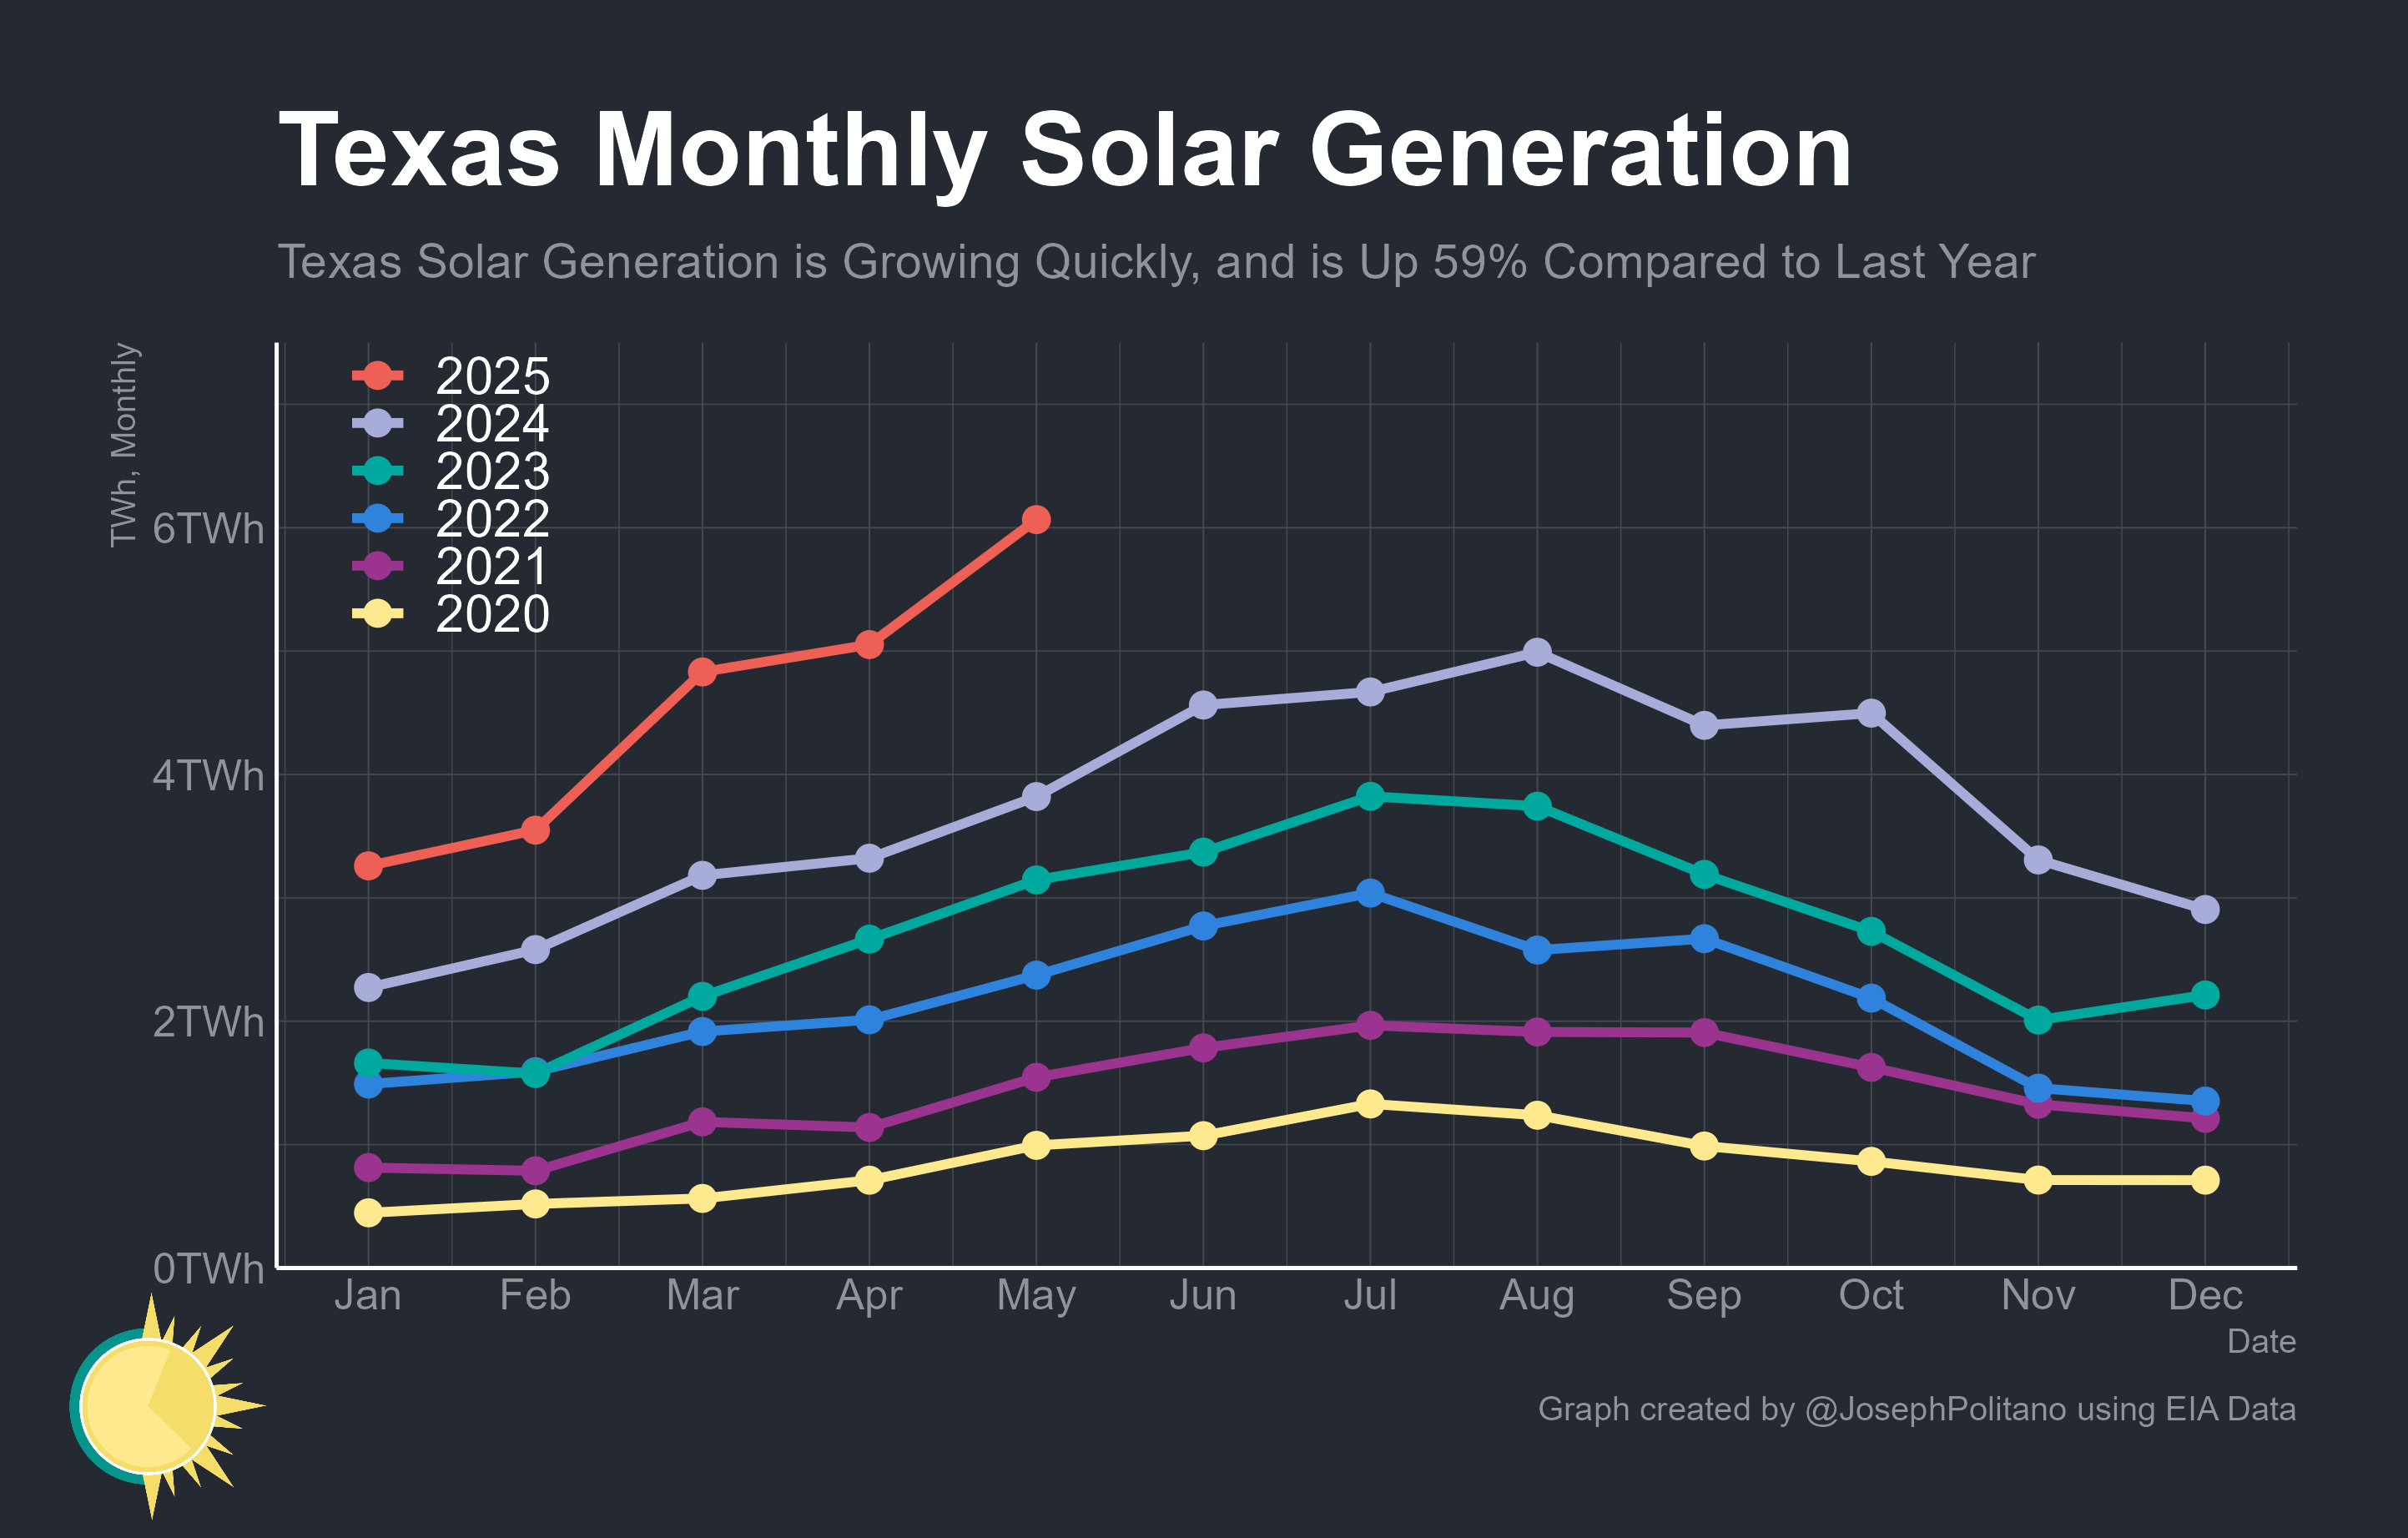 Texas Monthly Solar Generation
Texas Solar Generation is Growing Quickly, and is Up 59% Compared to Last Year
TWh, Monthly
2025
2024
2023
2022
2021
2020
6TWh
4TWh
2TWh
0TWh
Jan Feb Mar Apr May Jun Jul Aug Sep Oct Nov Dec
Date
Graph created by @JosephPolitano using EIA Data